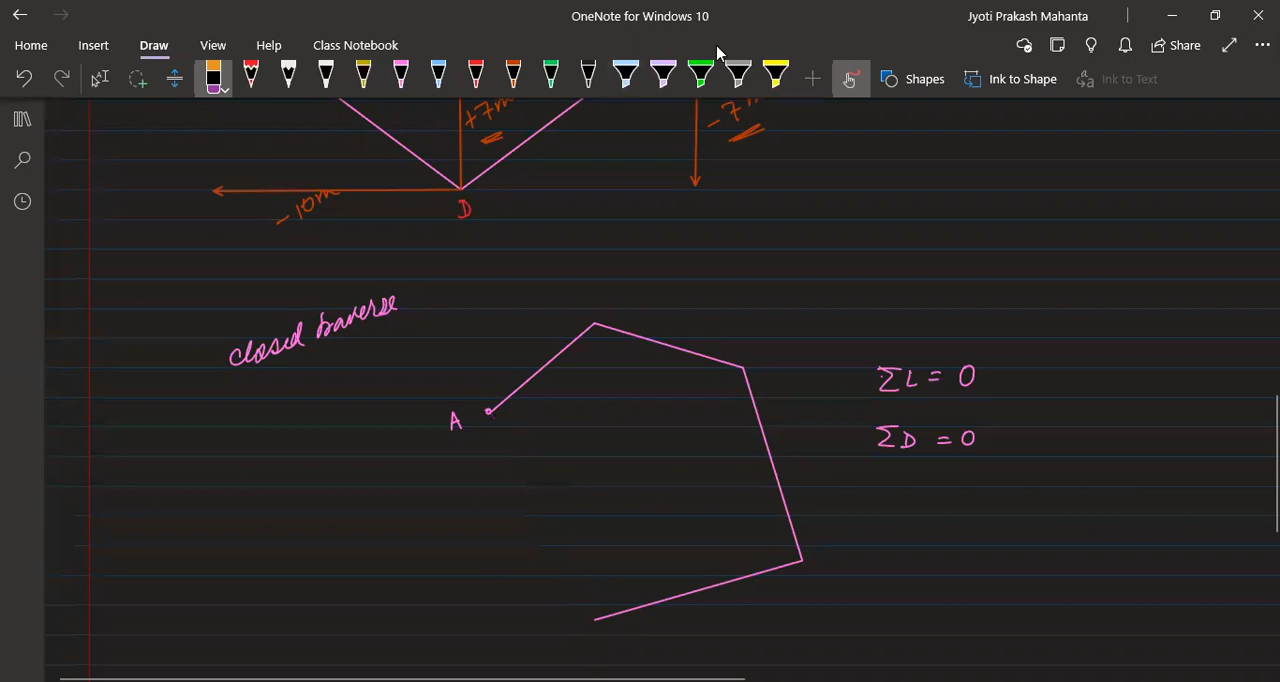 OneNote for Windows 10
Jyoti Prakash Mahanta
Home Insert Draw View Help Class Notebook
Share
Shapes Ink to Shape Ink to Text
+7m
-7
-10m
D
closed traverse
A
ΣL = 0
ΣD = 0